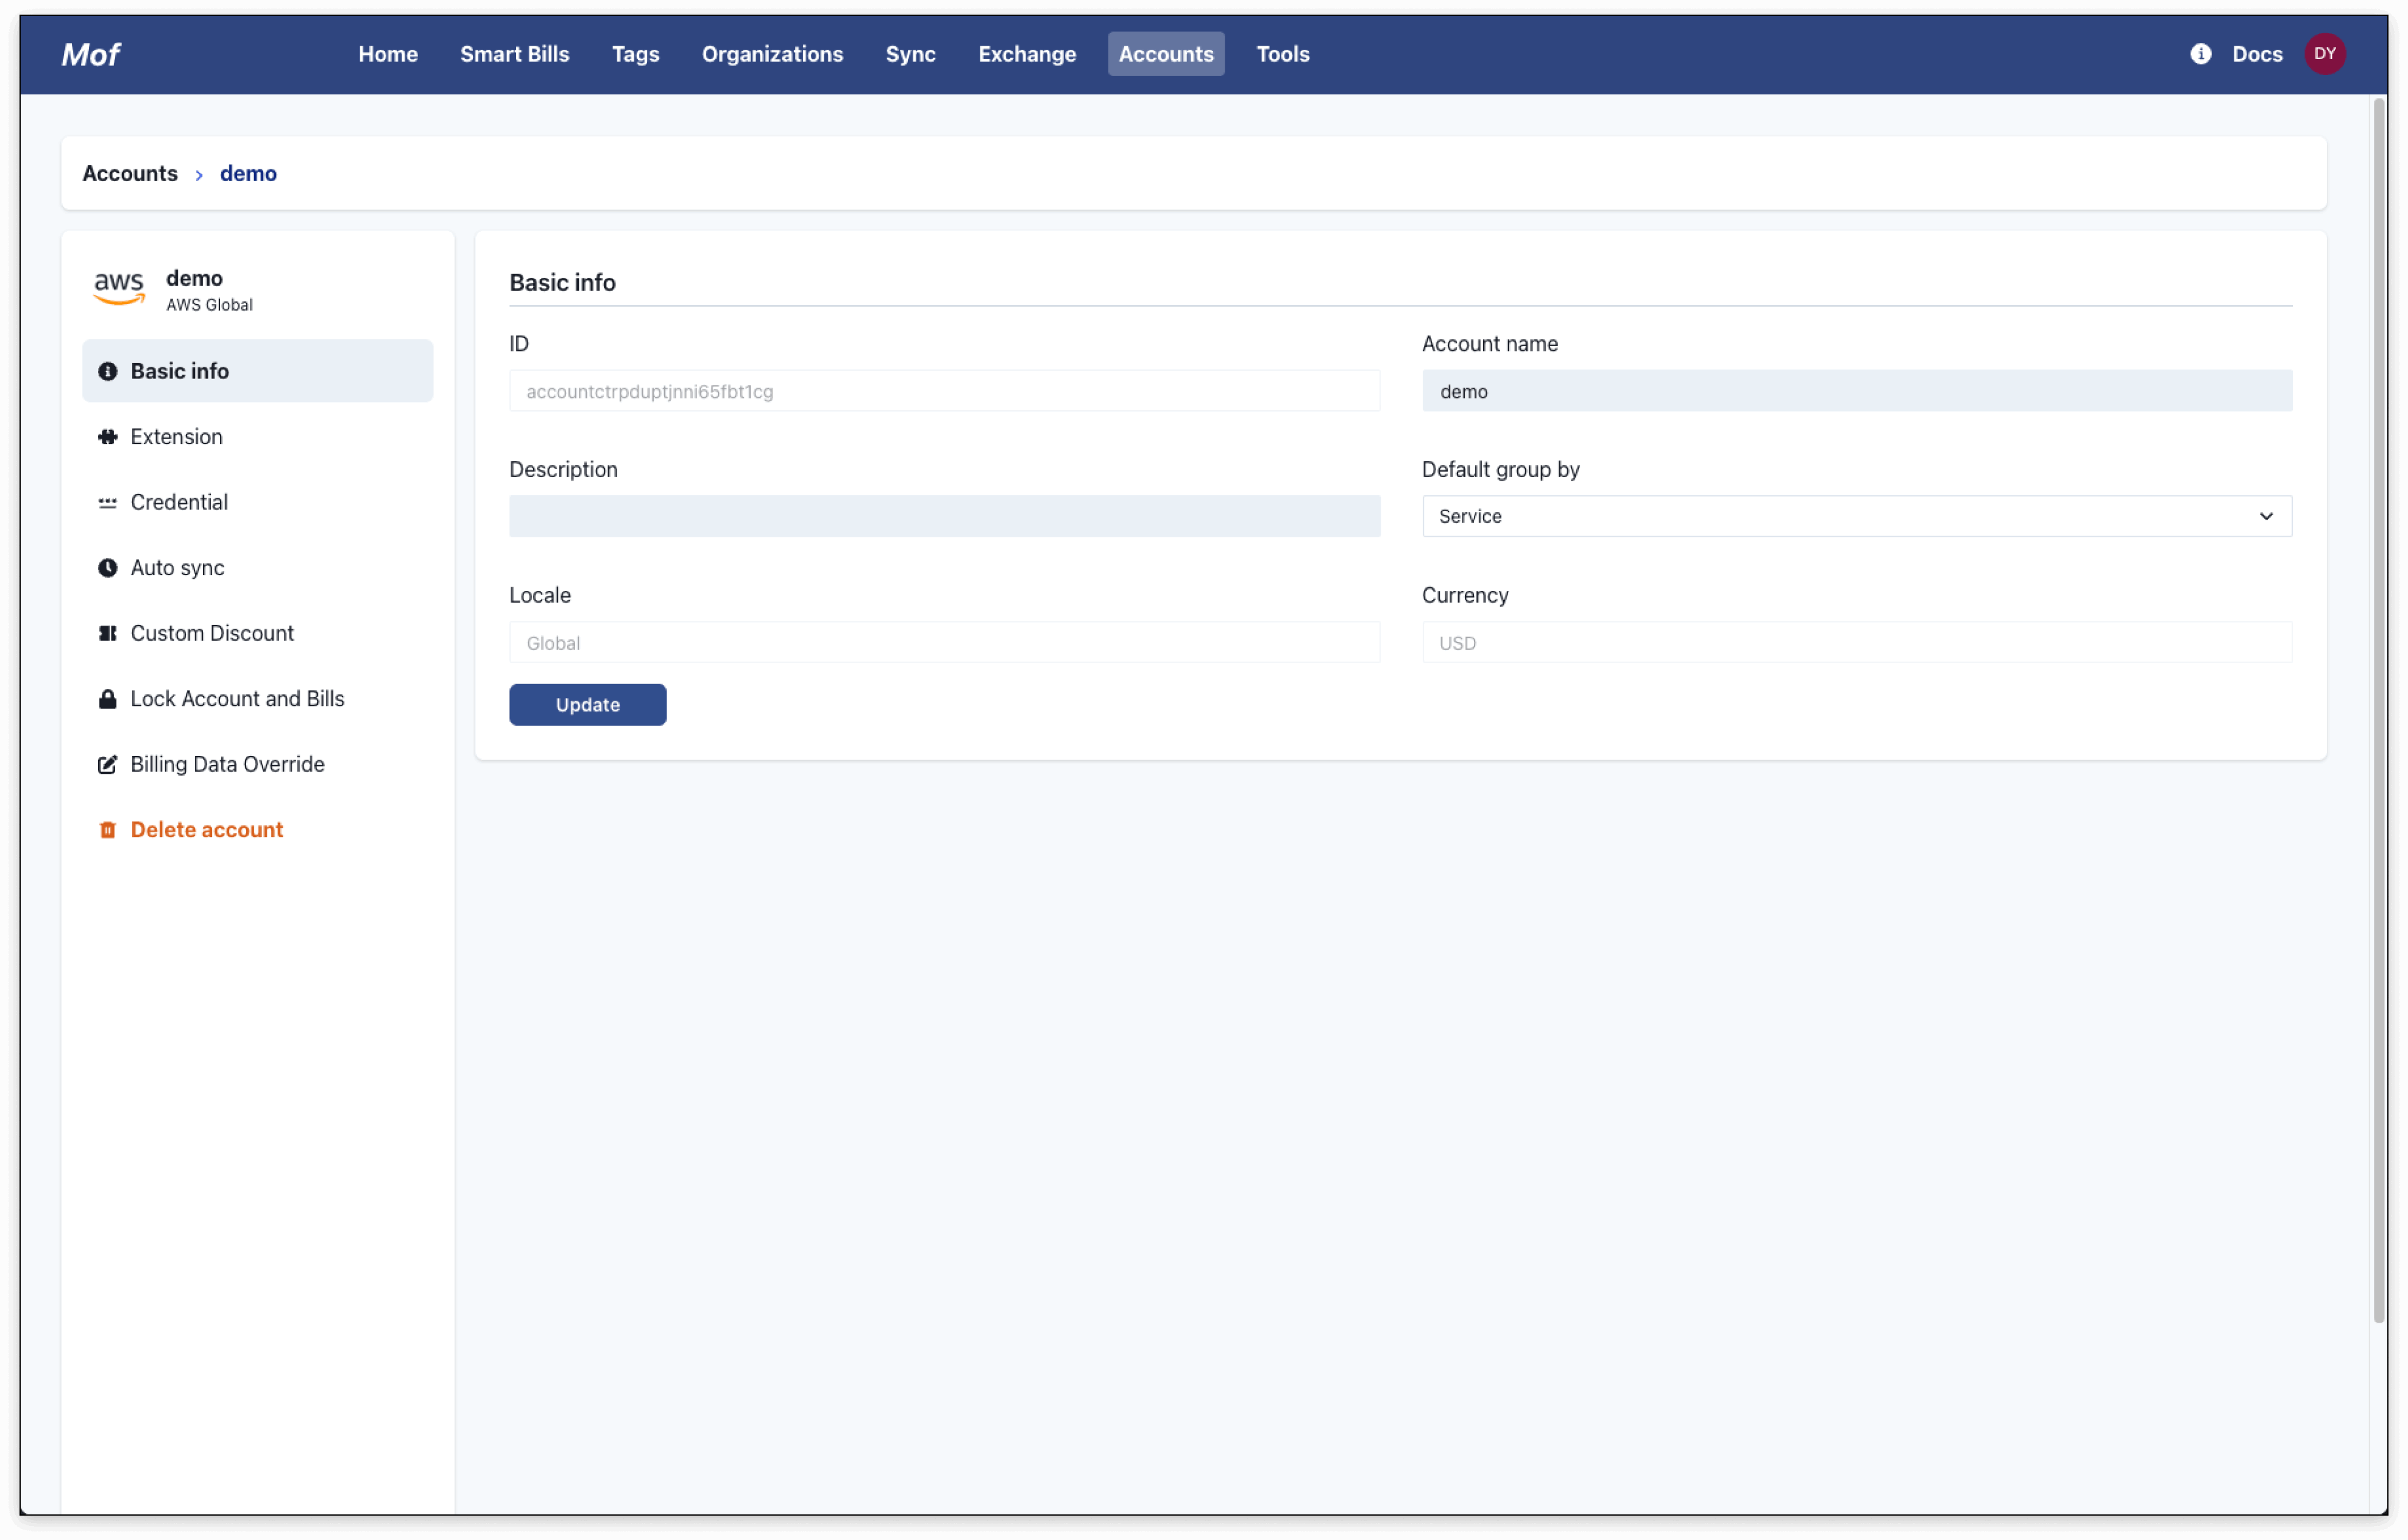 Mof Home Smart Bills Tags Organizations Sync Exchange Accounts Tools Docs DY
Accounts > demo
aws demo
AWS Global
Basic info
Extension
Credential
Auto sync
Custom Discount
Lock Account and Bills
Billing Data Override
Delete account
Basic info
ID Account name
accountctrpduptjnni65fbt1cg demo
Description Default group by
Service
Locale Currency
Global USD
Update